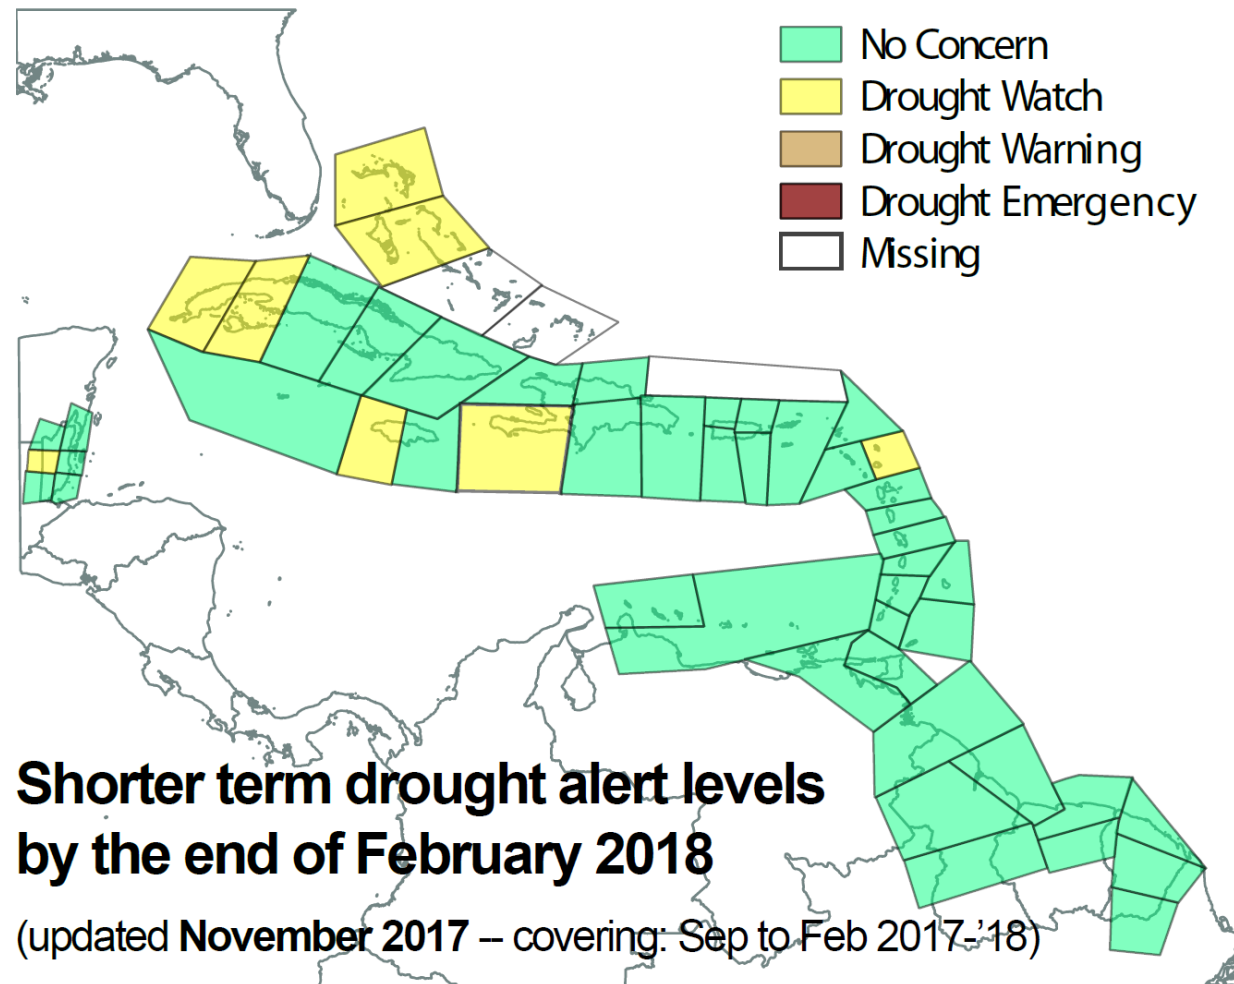 No Concern
Drought Watch
Drought Warning
Drought Emergency
Missing
Shorter term drought alert levels
by the end of February 2018
(updated November 2017 -- covering: Sep to Feb 2017-'18)